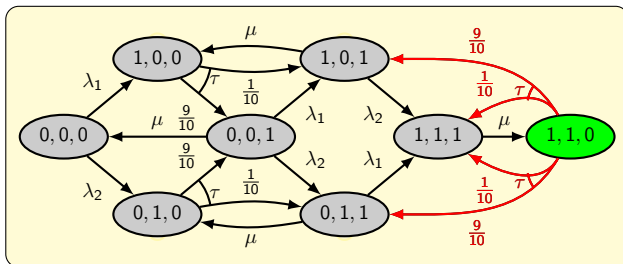 μ
9/10
1, 0, 0
1, 0, 1
1/10
τ
λ1
τ
1/10
9/10
λ1
λ2
0, 0, 0
μ
0, 0, 1
1, 1, 1
μ
1, 1, 0
9/10
λ2
λ1
λ2
1/10
τ
1/10
τ
0, 1, 0
0, 1, 1
μ
9/10